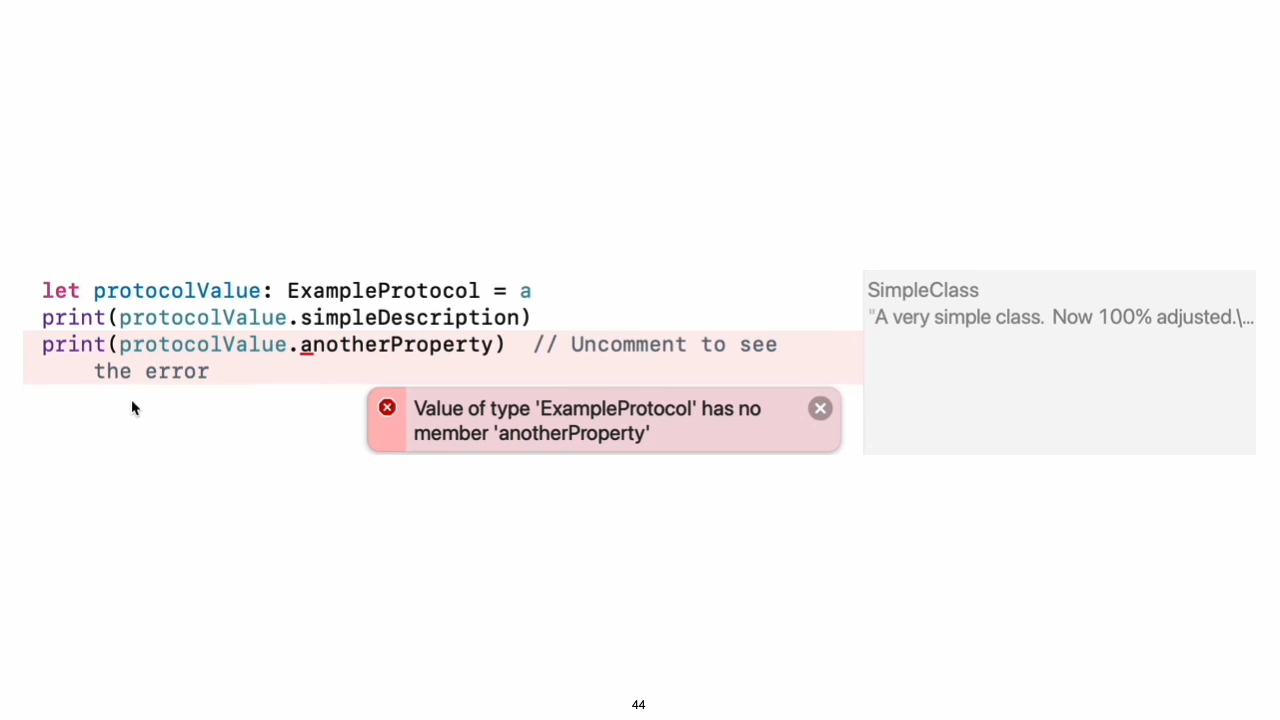 let protocolValue: ExampleProtocol = a
print(protocolValue.simpleDescription)
print(protocolValue.anotherProperty)  // Uncomment to see
the error
Value of type 'ExampleProtocol' has no
member 'anotherProperty'
SimpleClass
"A very simple class.  Now 100% adjusted.\...
44